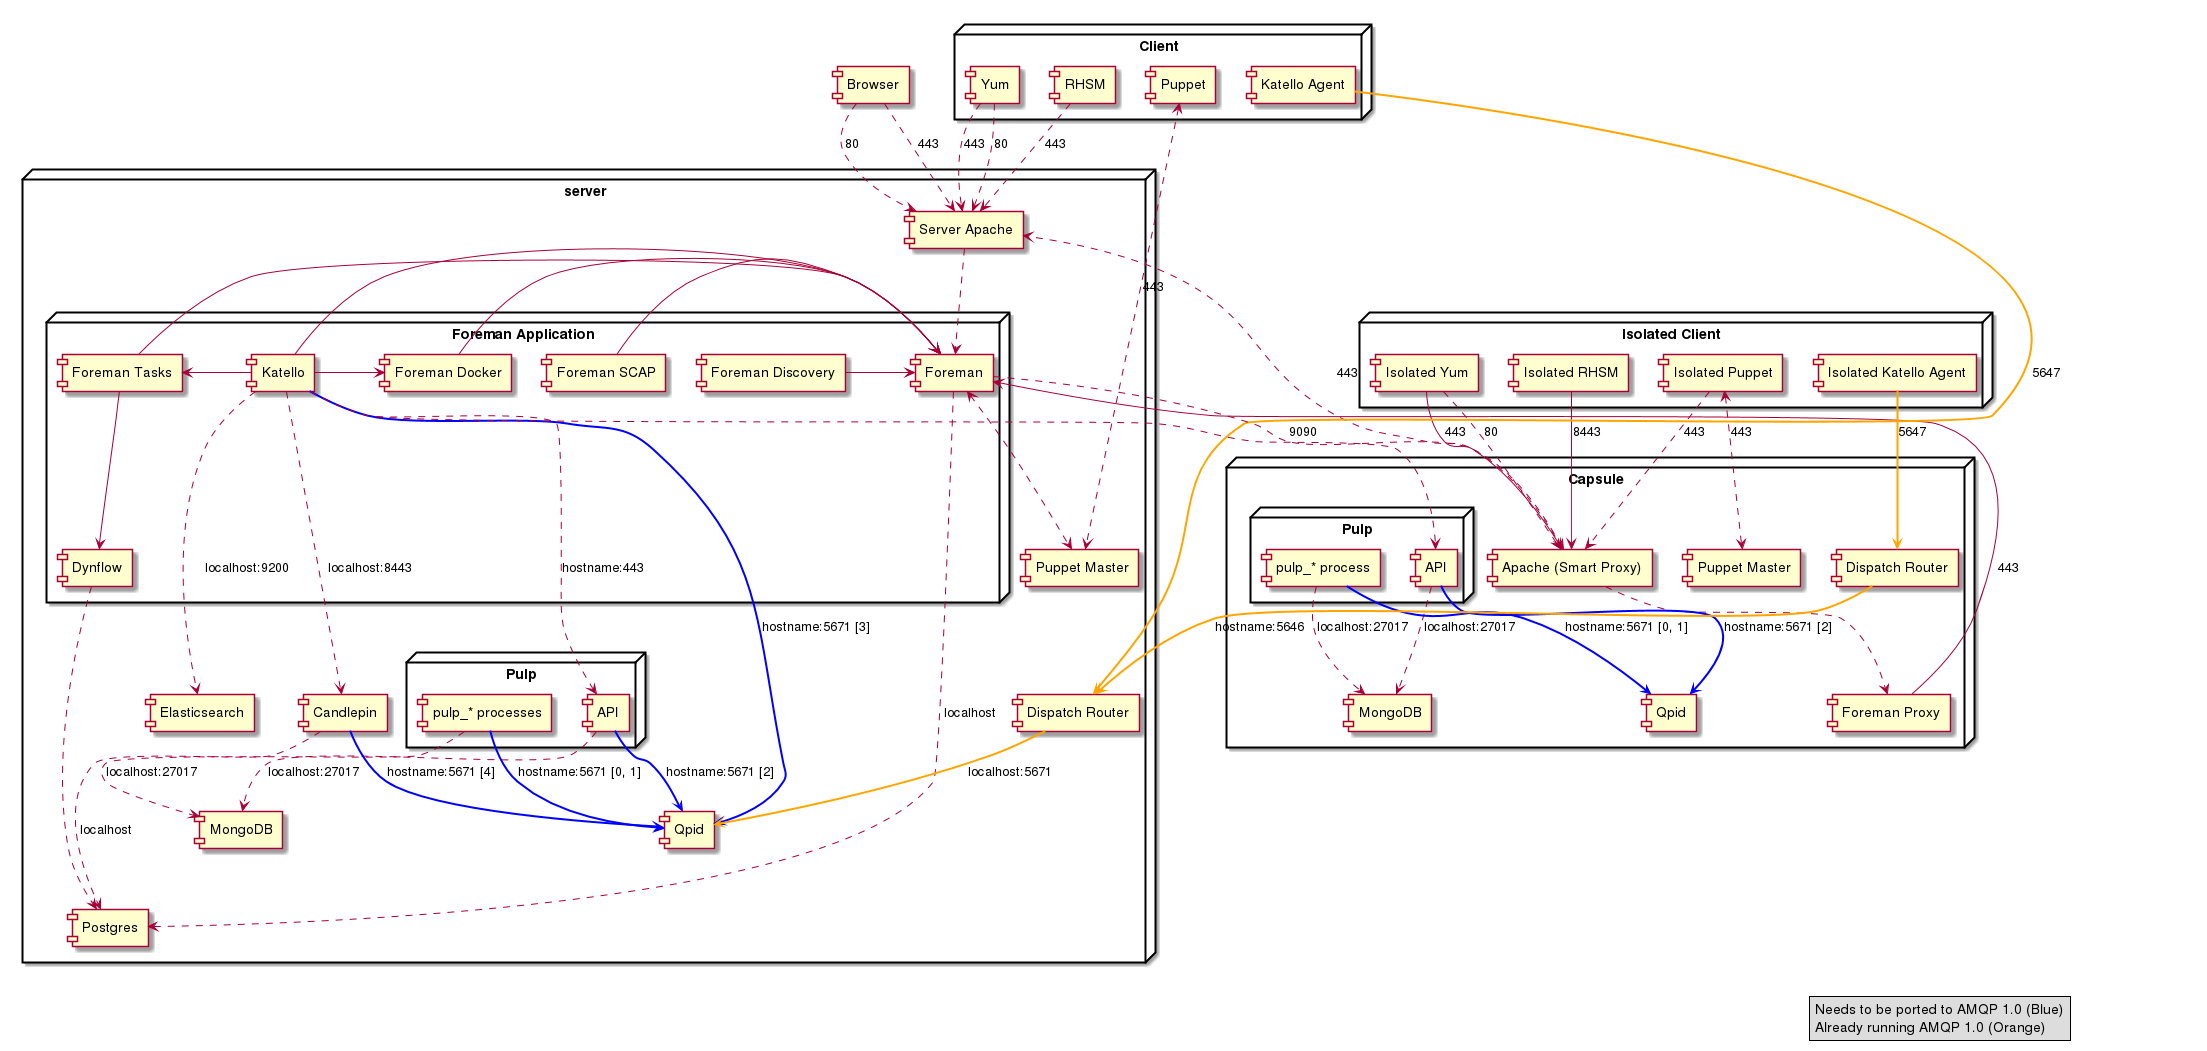 Client
Browser
Yum
RHSM
Puppet
Katello Agent
80
443
443
80
443
server
Server Apache
443
Foreman Application
Isolated Client
Foreman Tasks
Katello
Foreman Docker
Foreman SCAP
Foreman Discovery
Foreman
443
Isolated Yum
Isolated RHSM
Isolated Puppet
Isolated Katello Agent
5647
9090
443
80
8443
443
443
5647
Capsule
Pulp
Dynflow
localhost:9200
localhost:8443
hostname:443
Puppet Master
pulp_* process
API
Apache (Smart Proxy)
Puppet Master
Dispatch Router
443
hostname:5671 [3]
hostname:5646
localhost:27017
localhost:27017
hostname:5671 [0, 1]
hostname:5671 [2]
Pulp
Elasticsearch
Candlepin
pulp_* processes
API
localhost
Dispatch Router
MongoDB
Qpid
Foreman Proxy
localhost:27017
localhost:27017
hostname:5671 [4]
hostname:5671 [0, 1]
hostname:5671 [2]
localhost:5671
localhost
MongoDB
Qpid
Postgres
Needs to be ported to AMQP 1.0 (Blue)
Already running AMQP 1.0 (Orange)